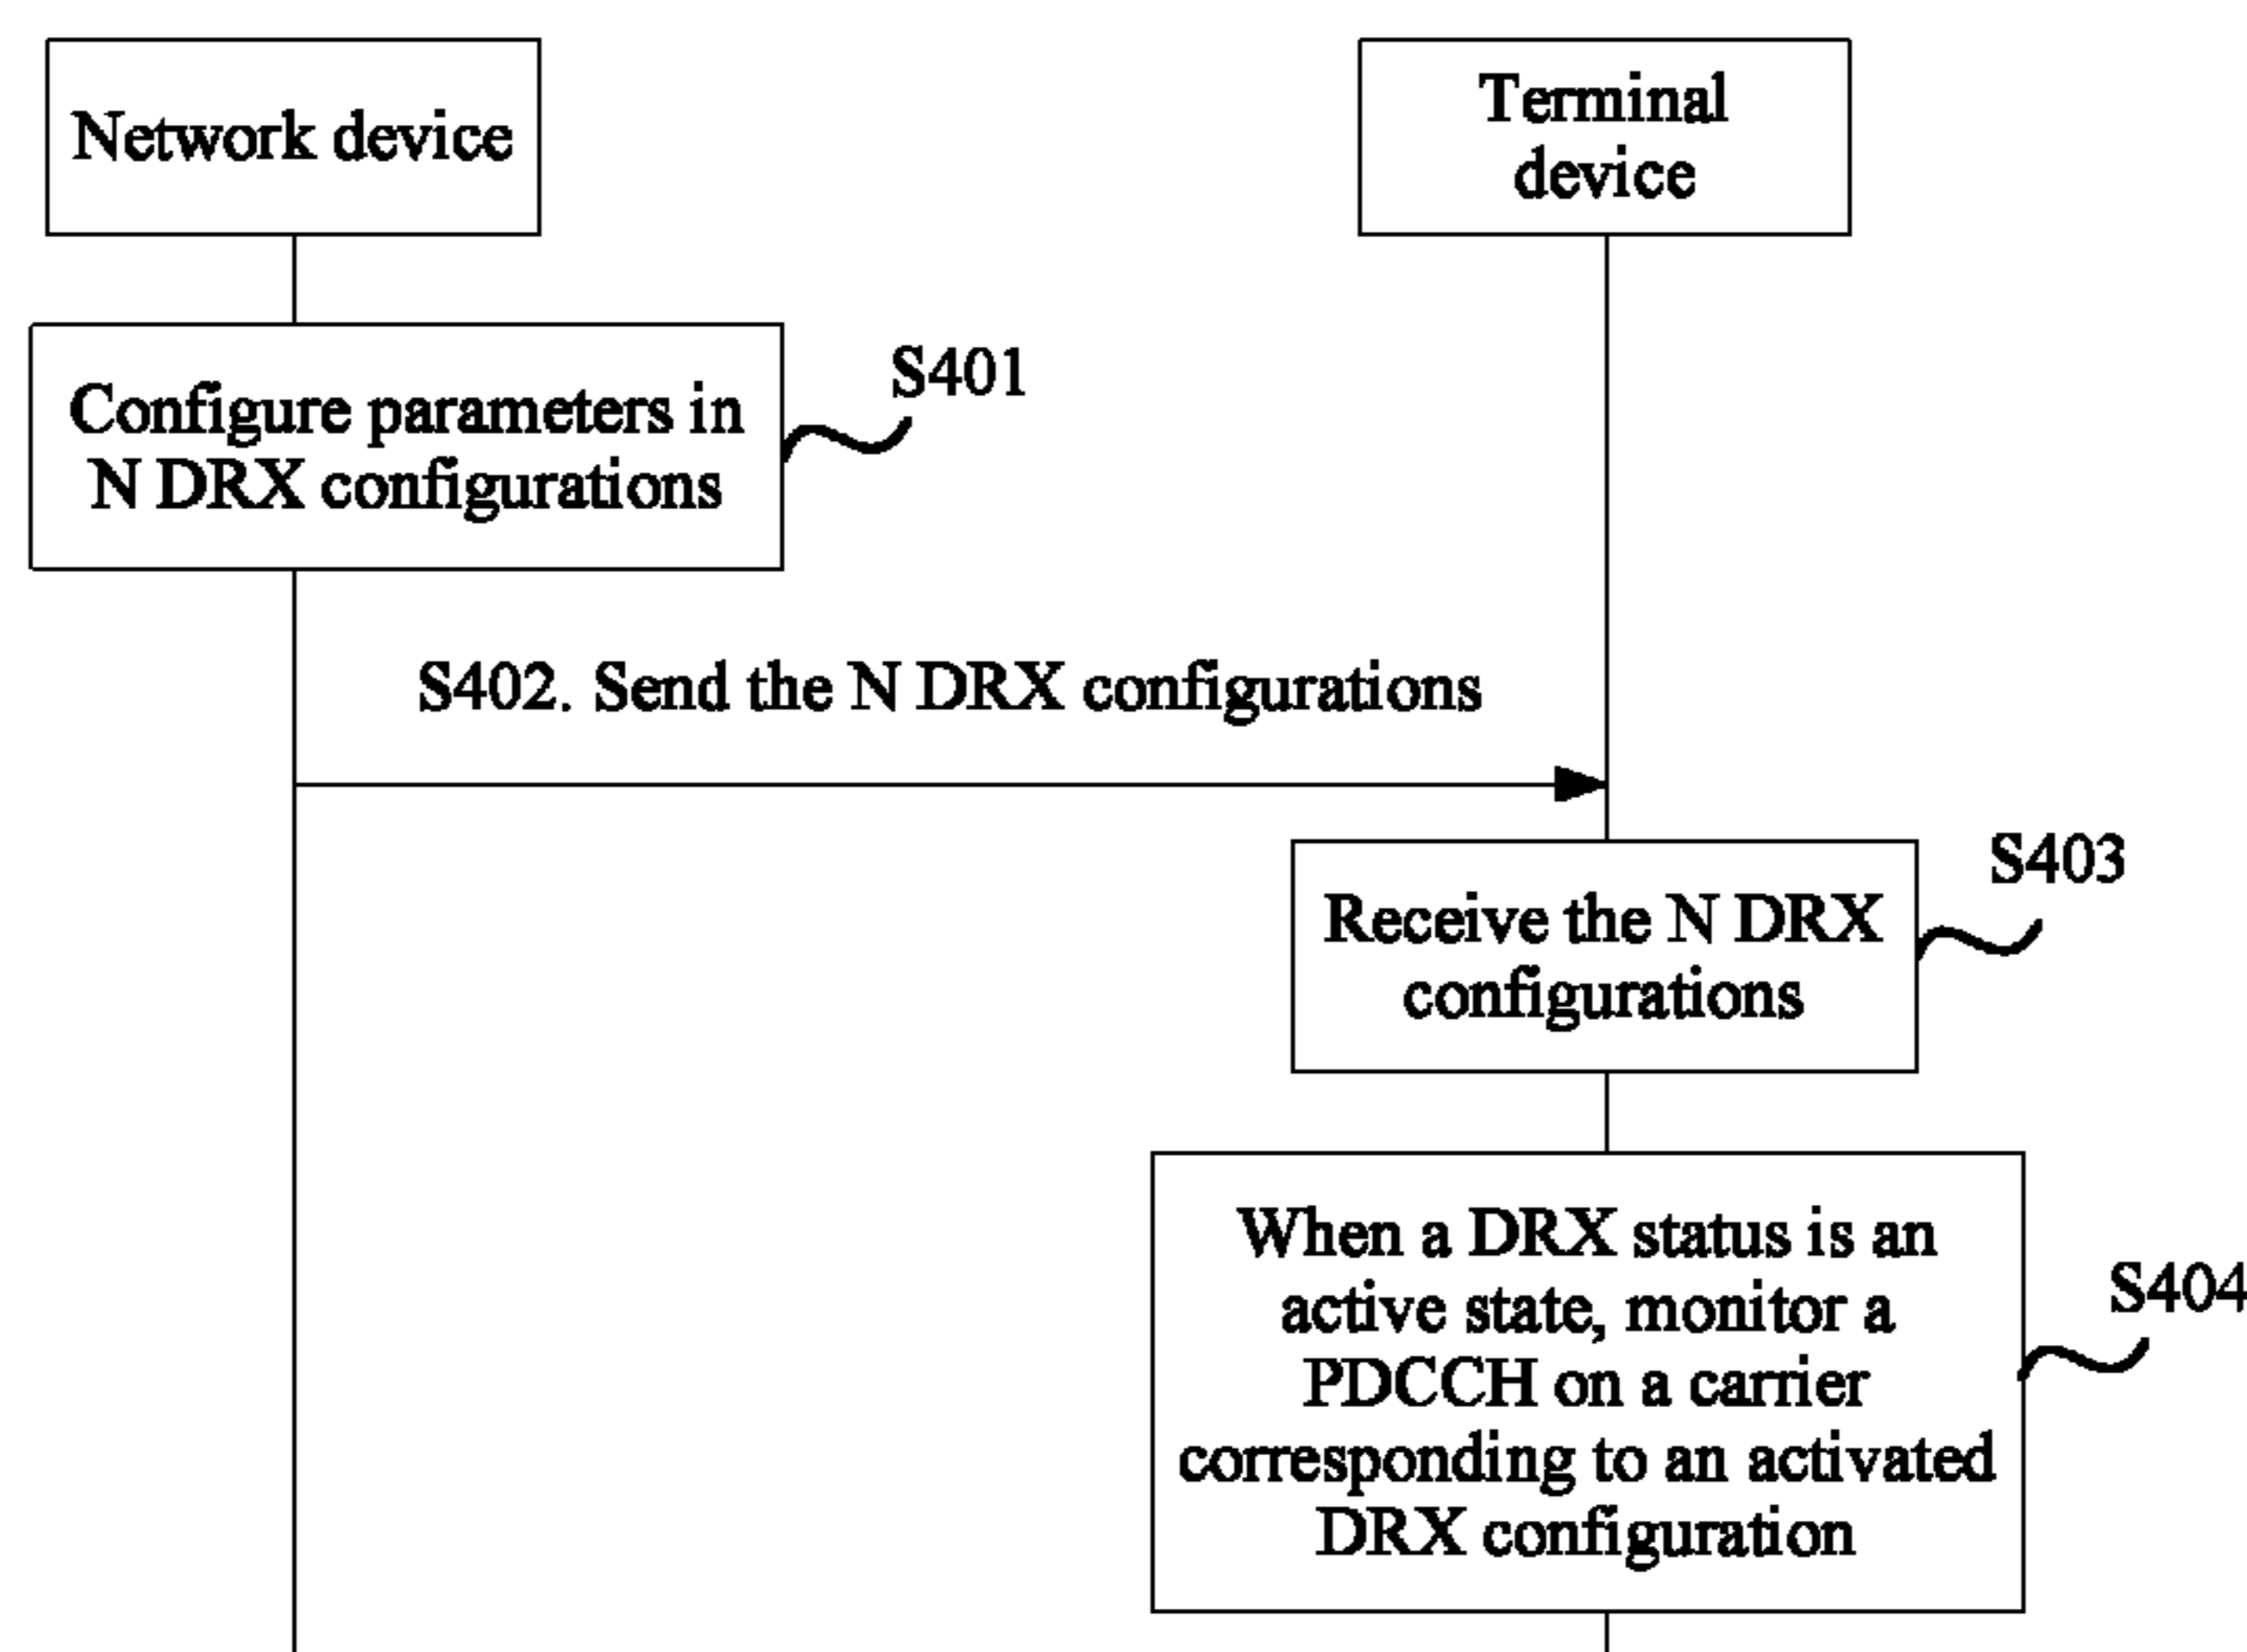 Network device
Terminal
device
Configure parameters in
N DRX configurations
S401
S402. Send the N DRX configurations
Receive the N DRX
configurations
S403
When a DRX status is an
active state, monitor a
PDCCH on a carrier
corresponding to an activated
DRX configuration
S404